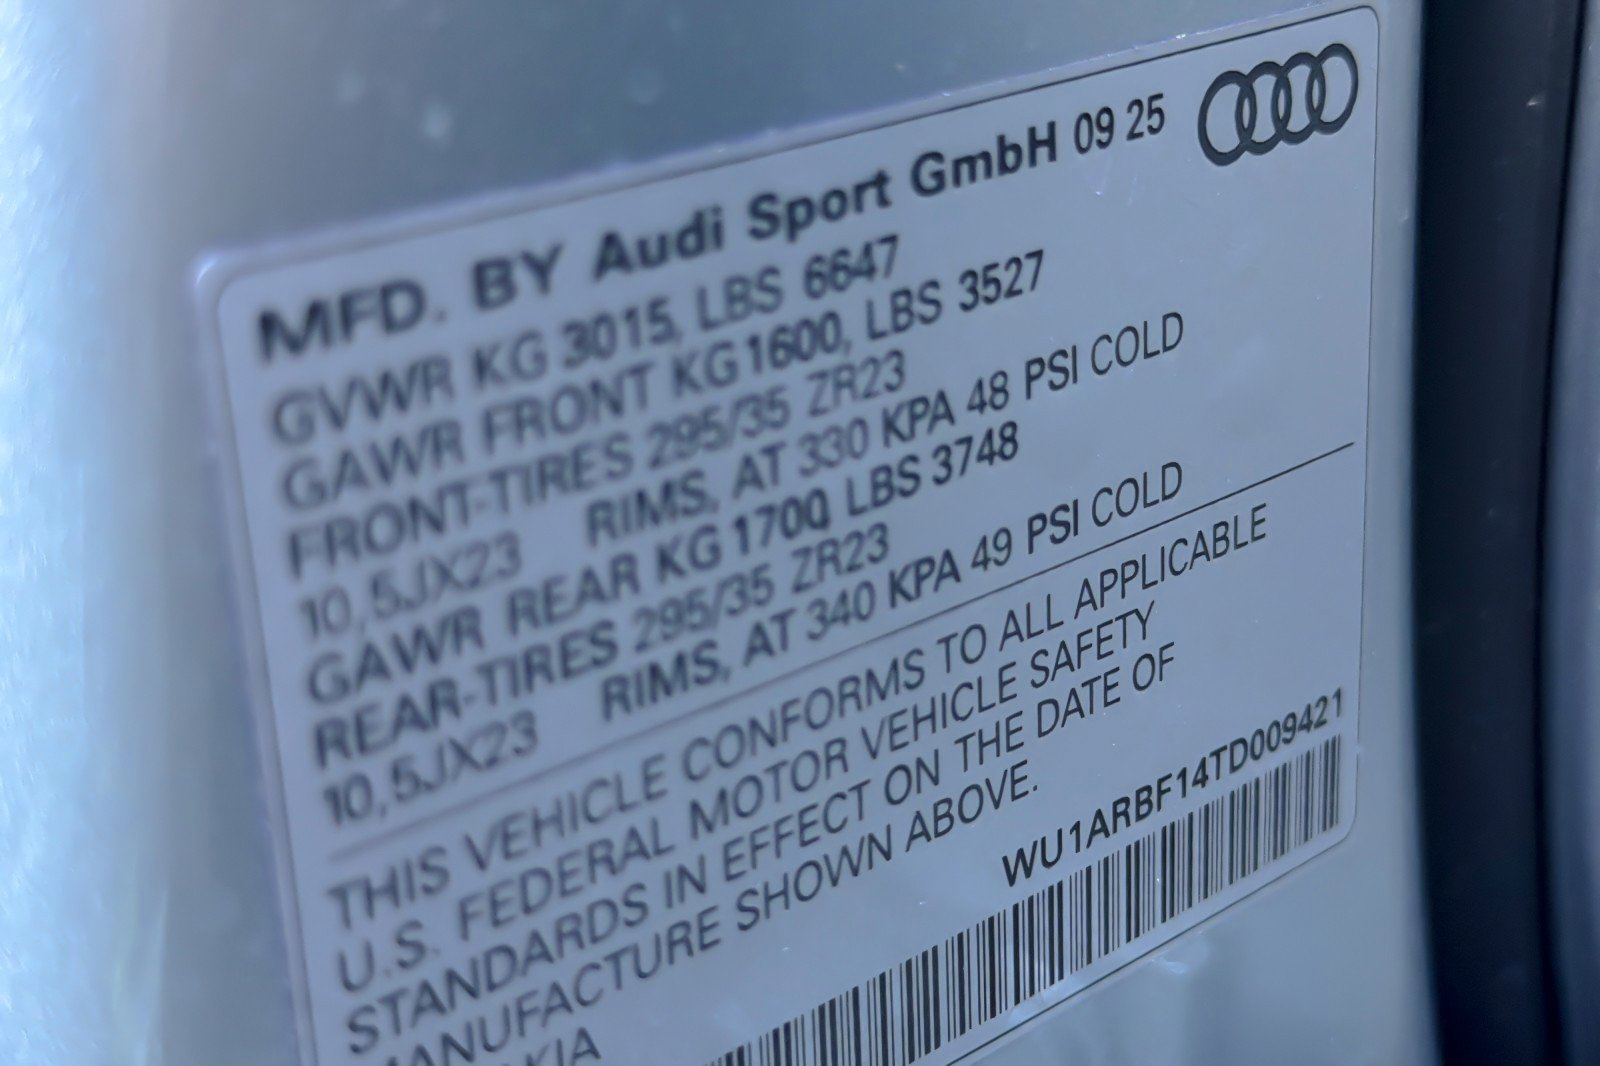 MFD. BY Audi Sport GmbH 09 25
GVWR KG 3015, LBS 6647
GAWR FRONT KG 1600, LBS 3527
FRONT-TIRES 295/35 ZR23
10,5JX23 RIMS, AT 330 KPA 48 PSI COLD
GAWR REAR KG 1700, LBS 3748
REAR-TIRES 295/35 ZR23
10,5JX23 RIMS, AT 340 KPA 49 PSI COLD
THIS VEHICLE CONFORMS TO ALL APPLICABLE
U.S. FEDERAL MOTOR VEHICLE SAFETY
STANDARDS IN EFFECT ON THE DATE OF
MANUFACTURE SHOWN ABOVE.
WU1ARBF14TD009421